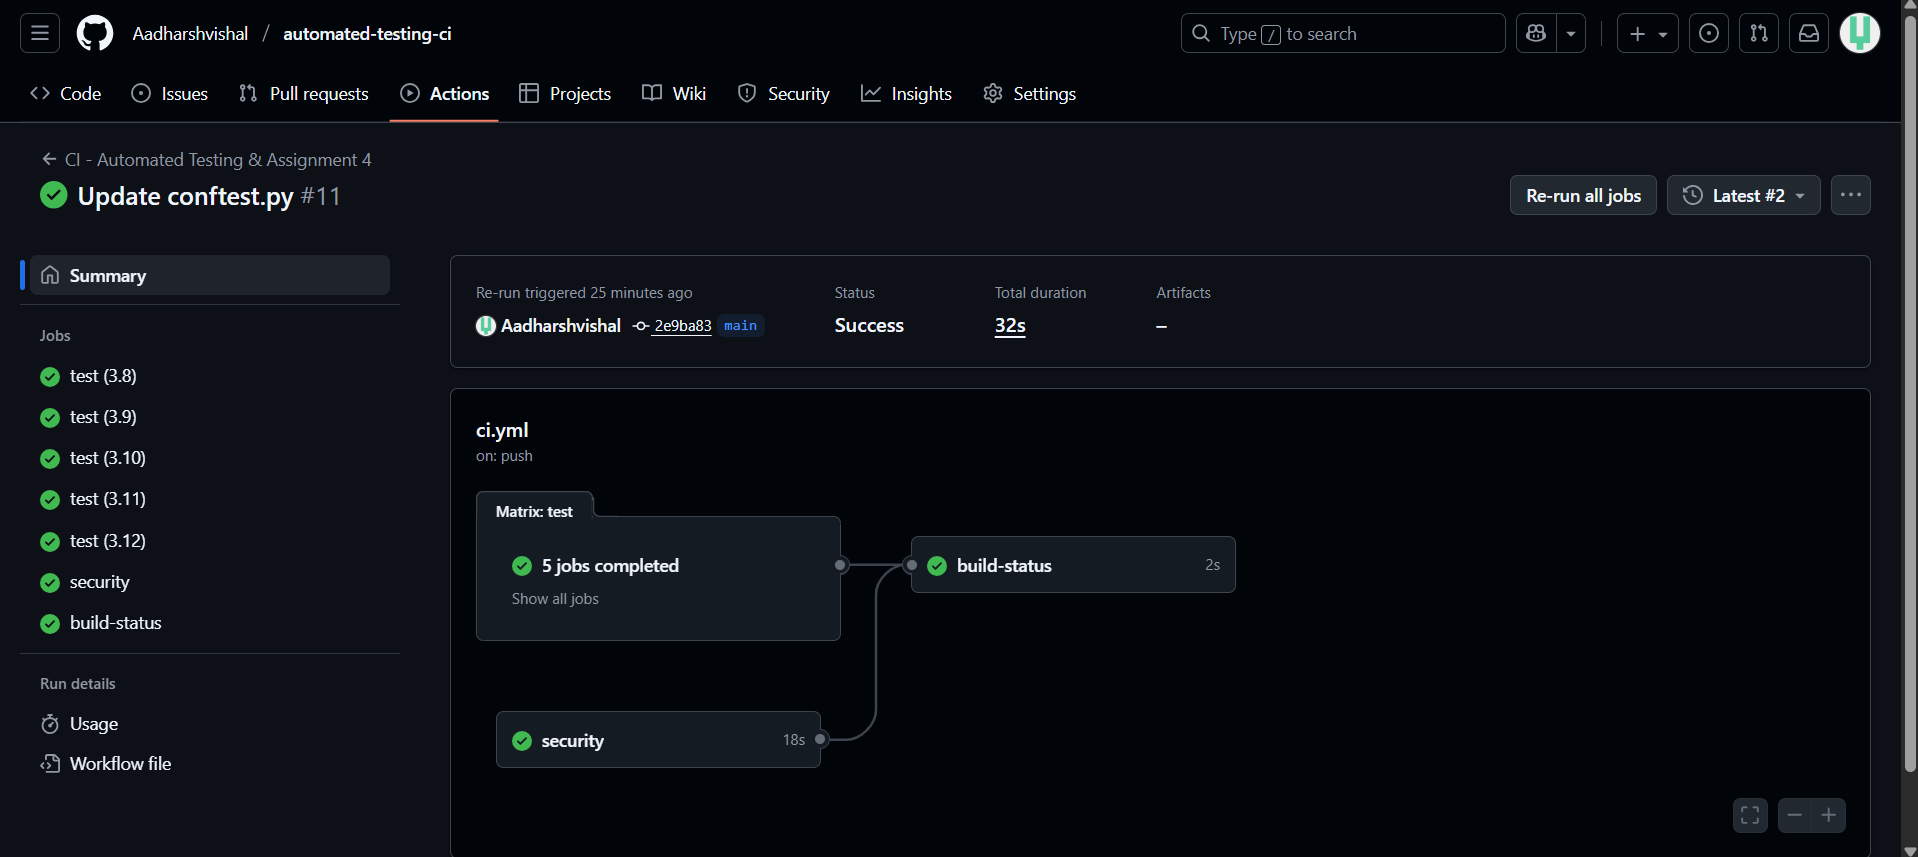 Aadharshvishal / automated-testing-ci
Type / to search
Code Issues Pull requests Actions Projects Wiki Security Insights Settings
CI - Automated Testing & Assignment 4
Update conftest.py #11
Re-run all jobs
Latest #2
Summary
Jobs
test (3.8)
test (3.9)
test (3.10)
test (3.11)
test (3.12)
security
build-status
Run details
Usage
Workflow file
Re-run triggered 25 minutes ago
Aadharshvishal 2e9ba83 main
Status
Success
Total duration
32s
Artifacts
–
ci.yml
on: push
Matrix: test
5 jobs completed
Show all jobs
build-status 2s
security 18s